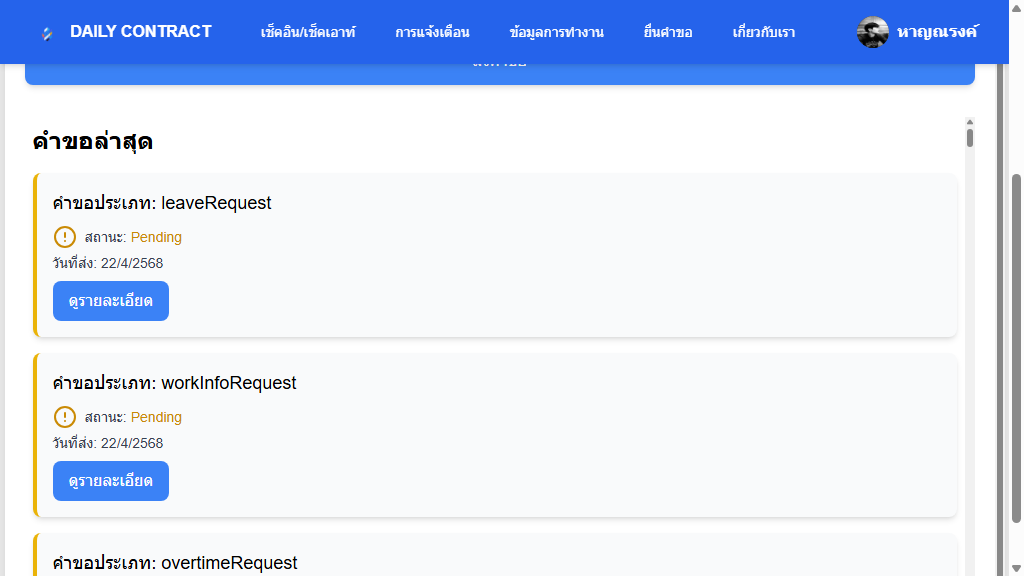 DAILY CONTRACT
เช็คอิน/เช็คเอาท์
การแจ้งเตือน
ข้อมูลการทำงาน
ยื่นคำขอ
เกี่ยวกับเรา
หาญณรงค์
คำขอล่าสุด
คำขอประเภท: leaveRequest
สถานะ: Pending
วันที่ส่ง: 22/4/2568
ดูรายละเอียด
คำขอประเภท: workInfoRequest
สถานะ: Pending
วันที่ส่ง: 22/4/2568
ดูรายละเอียด
คำขอประเภท: overtimeRequest